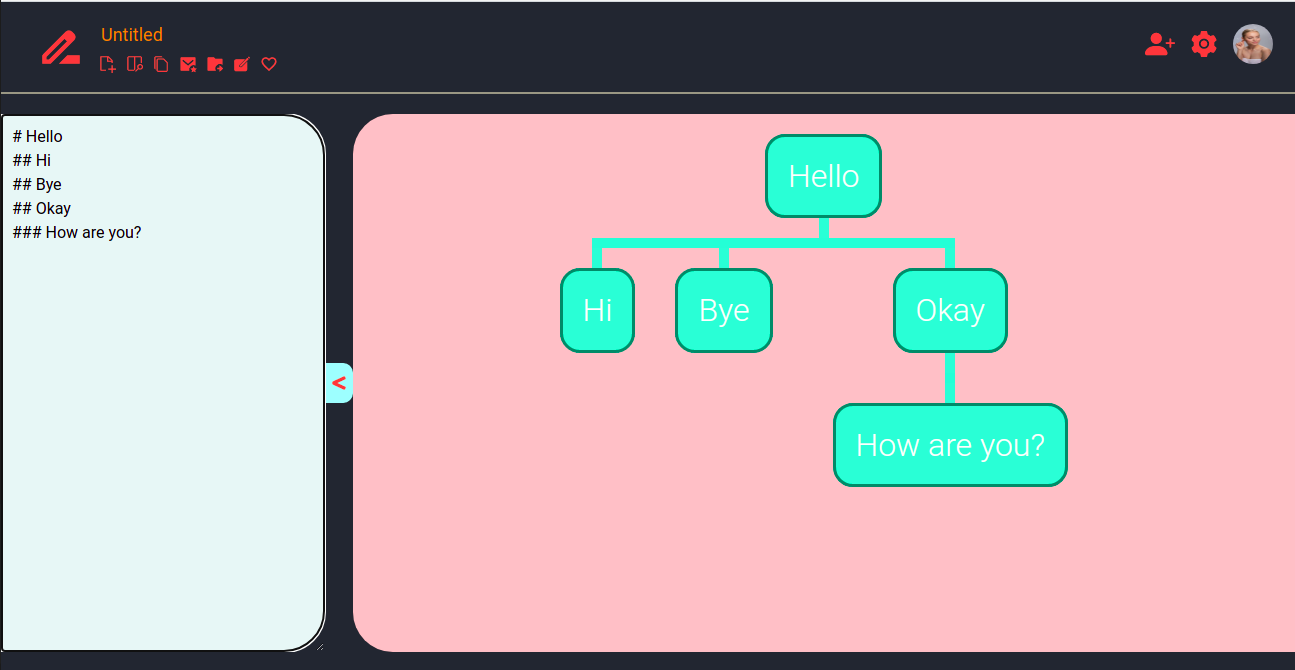 Untitled
# Hello
## Hi
## Bye
## Okay
### How are you?
<
Hello
Hi
Bye
Okay
How are you?